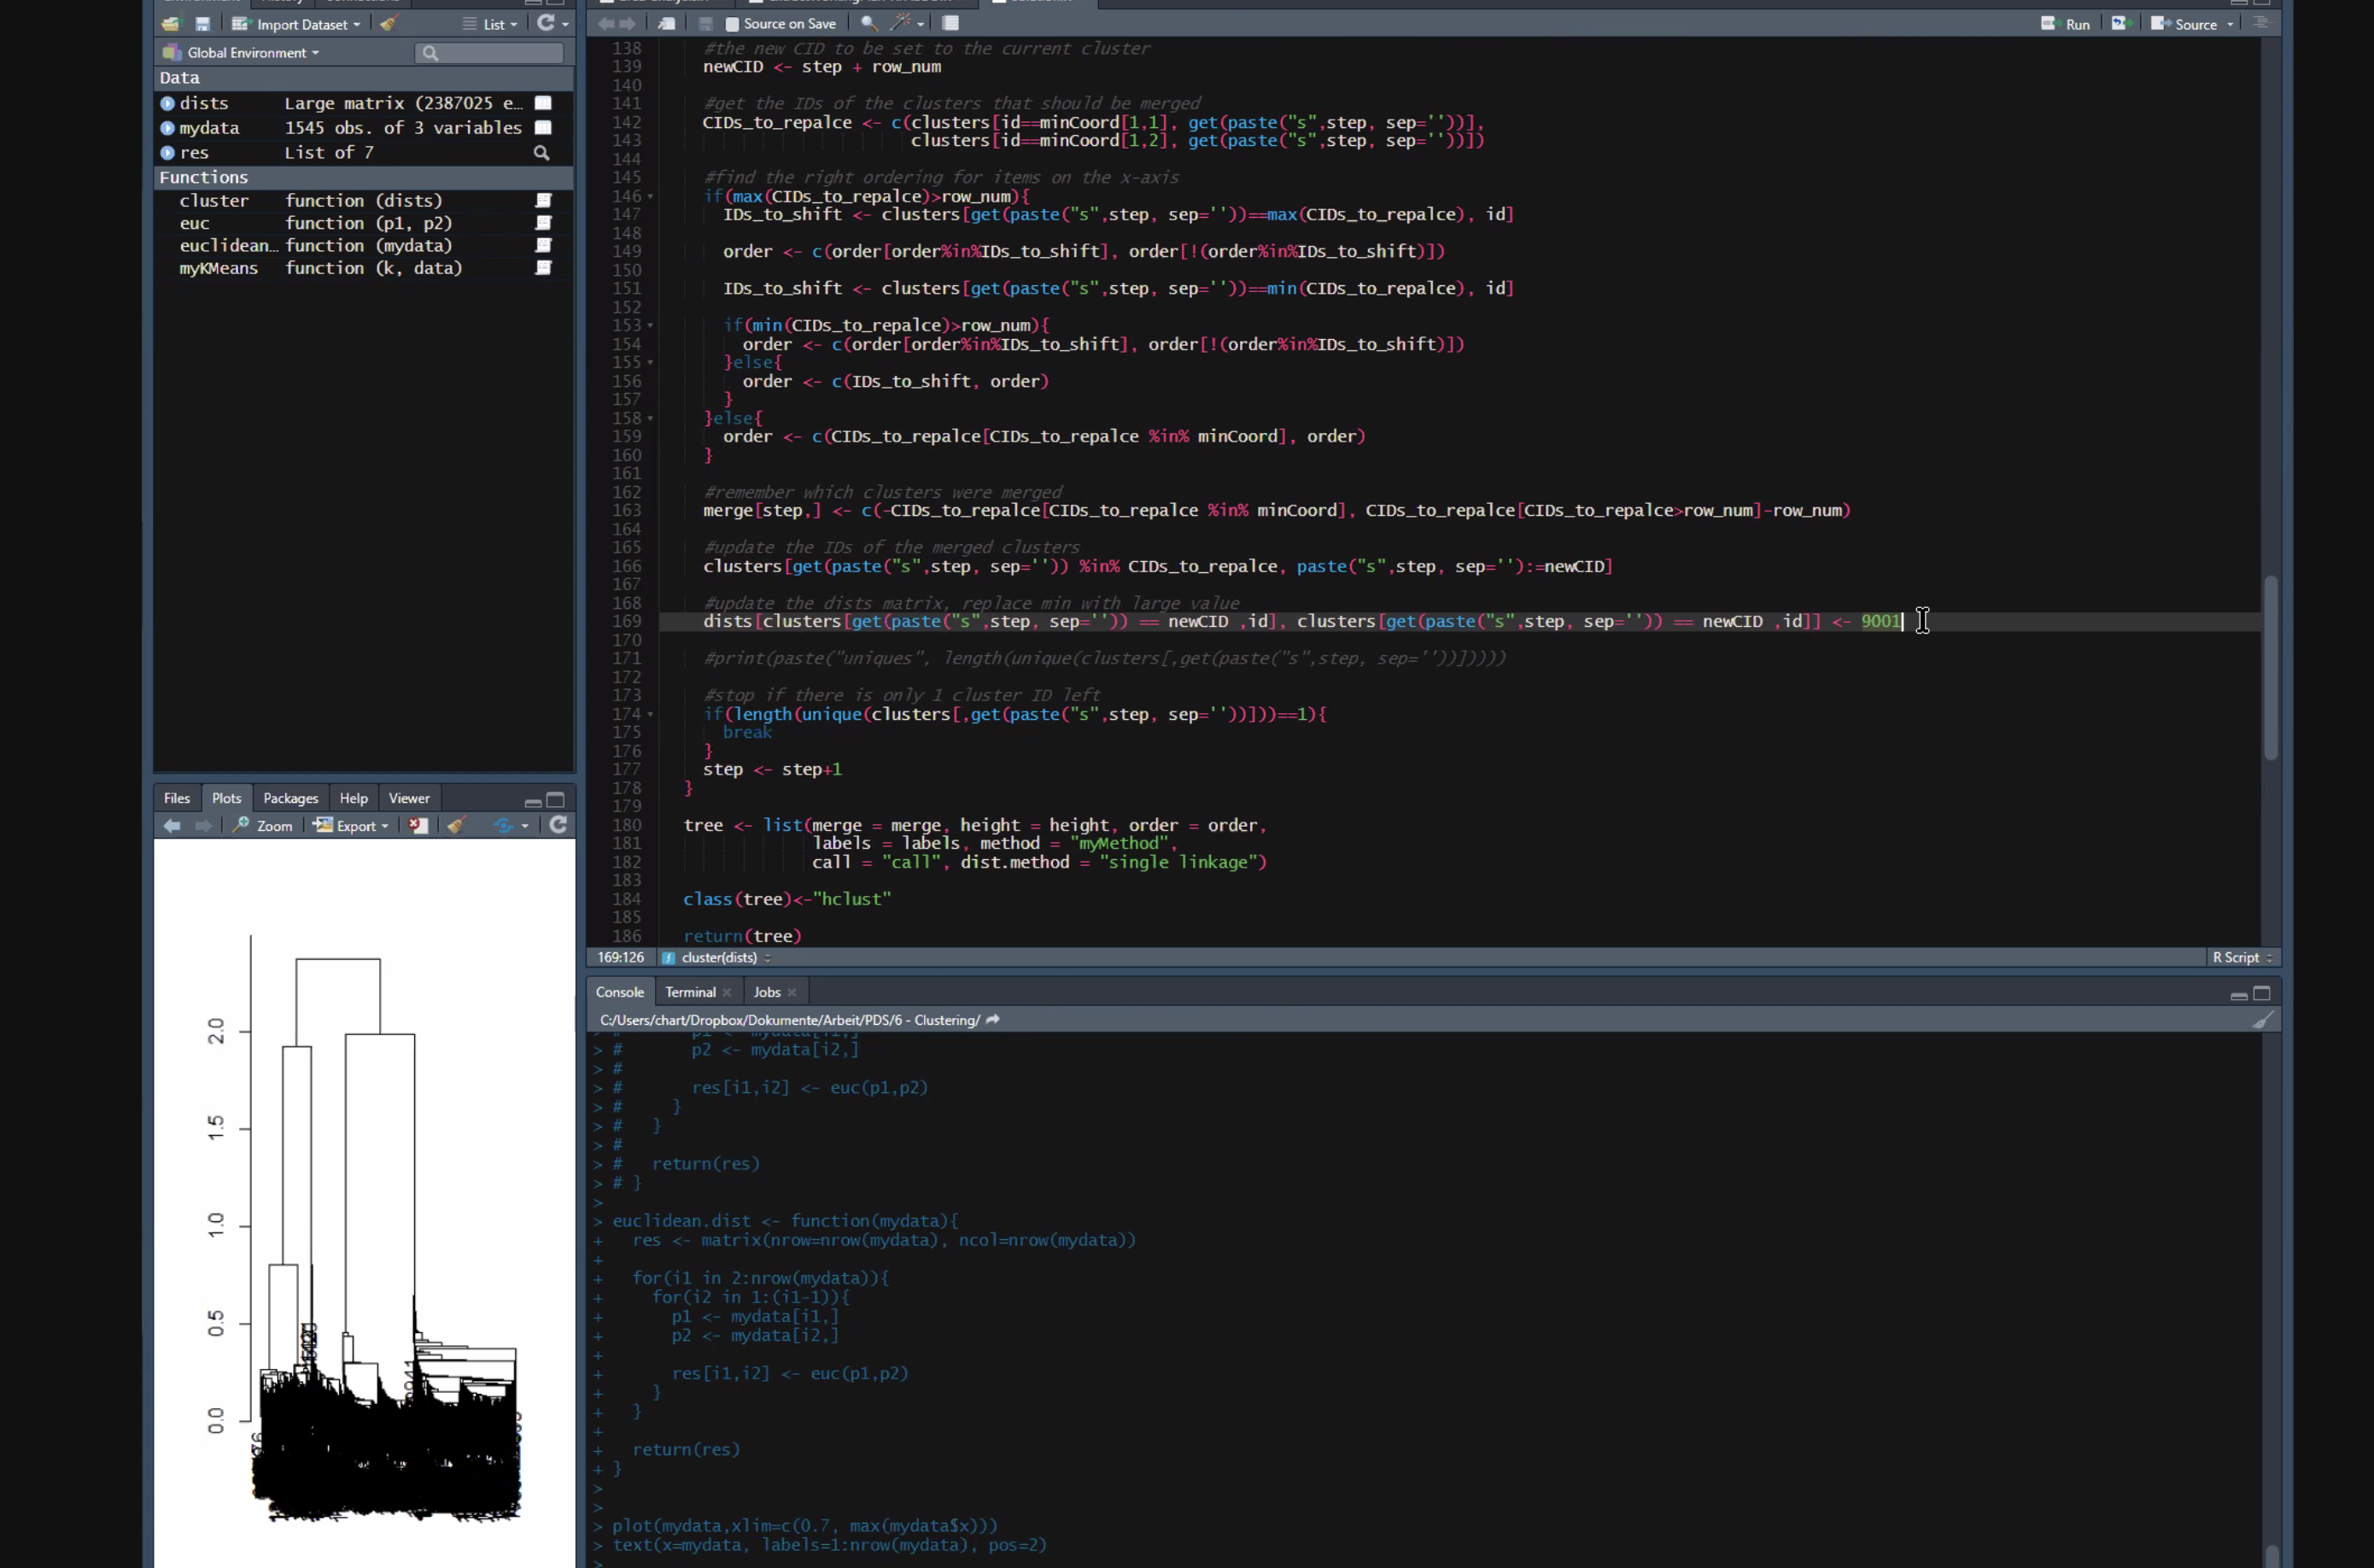 Import Dataset
List
Global Environment
Data
dists Large matrix (2387025 e…
mydata 1545 obs. of 3 variables
res List of 7
Functions
cluster function (dists)
euc function (p1, p2)
euclidean… function (mydata)
myKMeans function (k, data)
Files Plots Packages Help Viewer
Zoom Export
2.0
1.5
1.0
0.5
0.0
Source on Save Run Source
138 #the new CID to be set to the current cluster
139 newCID <- step + row_num
140
141 #get the IDs of the clusters that should be merged
142 CIDs_to_repalce <- c(clusters[id==minCoord[1,1], get(paste("s",step, sep=''))],
143 clusters[id==minCoord[1,2], get(paste("s",step, sep=''))])
144
145 #find the right ordering for items on the x-axis
146 if(max(CIDs_to_repalce)>row_num){
147 IDs_to_shift <- clusters[get(paste("s",step, sep=''))==max(CIDs_to_repalce), id]
148
149 order <- c(order[order%in%IDs_to_shift], order[!(order%in%IDs_to_shift)])
150
151 IDs_to_shift <- clusters[get(paste("s",step, sep=''))==min(CIDs_to_repalce), id]
152
153 if(min(CIDs_to_repalce)>row_num){
154 order <- c(order[order%in%IDs_to_shift], order[!(order%in%IDs_to_shift)])
155 }else{
156 order <- c(IDs_to_shift, order)
157 }
158 }else{
159 order <- c(CIDs_to_repalce[CIDs_to_repalce %in% minCoord], order)
160 }
161
162 #remember which clusters were merged
163 merge[step,] <- c(-CIDs_to_repalce[CIDs_to_repalce %in% minCoord], CIDs_to_repalce[CIDs_to_repalce>row_num]-row_num)
164
165 #update the IDs of the merged clusters
166 clusters[get(paste("s",step, sep='')) %in% CIDs_to_repalce, paste("s",step, sep=''):=newCID]
167
168 #update the dists matrix, replace min with large value
169 dists[clusters[get(paste("s",step, sep='')) == newCID ,id], clusters[get(paste("s",step, sep='')) == newCID ,id]] <- 9001
170
171 #print(paste("uniques", length(unique(clusters[,get(paste("s",step, sep=''))]))))
172
173 #stop if there is only 1 cluster ID left
174 if(length(unique(clusters[,get(paste("s",step, sep=''))]))==1){
175 break
176 }
177 step <- step+1
178 }
179
180 tree <- list(merge = merge, height = height, order = order,
181 labels = labels, method = "myMethod",
182 call = "call", dist.method = "single linkage")
183
184 class(tree)<-"hclust"
185
186 return(tree)
169:126 cluster(dists) R Script
Console Terminal Jobs
C:/Users/chart/Dropbox/Dokumente/Arbeit/PDS/6 - Clustering/
> # p1 <- mydata[i1,]
> # p2 <- mydata[i2,]
> #
> # res[i1,i2] <- euc(p1,p2)
> # }
> # }
> #
> # return(res)
> # }
>
> euclidean.dist <- function(mydata){
+ res <- matrix(nrow=nrow(mydata), ncol=nrow(mydata))
+
+ for(i1 in 2:nrow(mydata)){
+ for(i2 in 1:(i1-1)){
+ p1 <- mydata[i1,]
+ p2 <- mydata[i2,]
+
+ res[i1,i2] <- euc(p1,p2)
+ }
+ }
+
+ return(res)
+ }
>
>
> plot(mydata,xlim=c(0.7, max(mydata$x)))
> text(x=mydata, labels=1:nrow(mydata), pos=2)
>